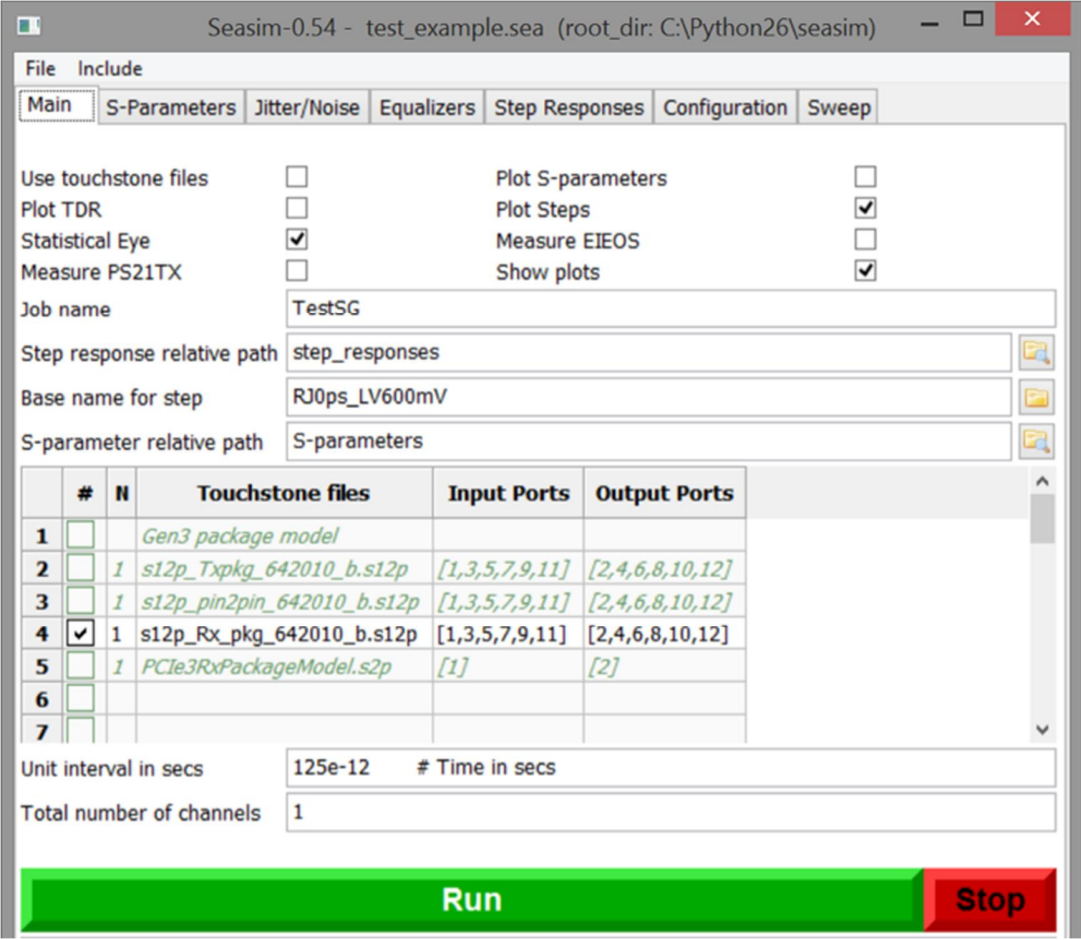 Seasim-0.54 - test_example.sea (root_dir: C:\Python26\seasim)
File Include
Main S-Parameters Jitter/Noise Equalizers Step Responses Configuration Sweep
Use touchstone files Plot S-parameters
Plot TDR Plot Steps
Statistical Eye Measure EIEOS
Measure PS21TX Show plots
Job name TestSG
Step response relative path step_responses
Base name for step RJ0ps_LV600mV
S-parameter relative path S-parameters
# N Touchstone files Input Ports Output Ports
1 Gen3 package model
2 1 s12p_Txpkg_642010_b.s12p [1,3,5,7,9,11] [2,4,6,8,10,12]
3 1 s12p_pin2pin_642010_b.s12p [1,3,5,7,9,11] [2,4,6,8,10,12]
4 1 s12p_Rx_pkg_642010_b.s12p [1,3,5,7,9,11] [2,4,6,8,10,12]
5 1 PCIe3RxPackageModel.s2p [1] [2]
6
7
Unit interval in secs 125e-12 # Time in secs
Total number of channels 1
Run Stop